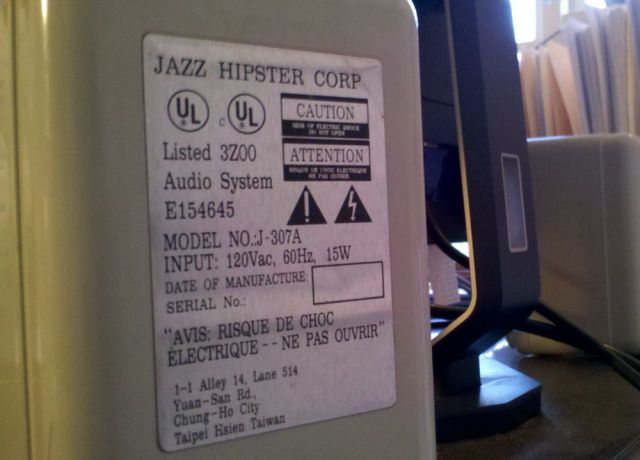 JAZZ HIPSTER CORP
UL c UL
CAUTION
RISK OF ELECTRIC SHOCK
DO NOT OPEN
Listed 3Z00
ATTENTION
RISQUE DE CHOC ELECTRIQUE
NE PAS OUVRIR
Audio System
E154645
MODEL NO.:J-307A
INPUT: 120Vac, 60Hz, 15W
DATE OF MANUFACTURE:
SERIAL No.:
"AVIS: RISQUE DE CHOC
ÉLECTRIQUE -- NE PAS OUVRIR"
1-1 Alley 14, Lane 514
Yuan-San Rd.,
Chung-Ho City
Taipei Hsien Taiwan